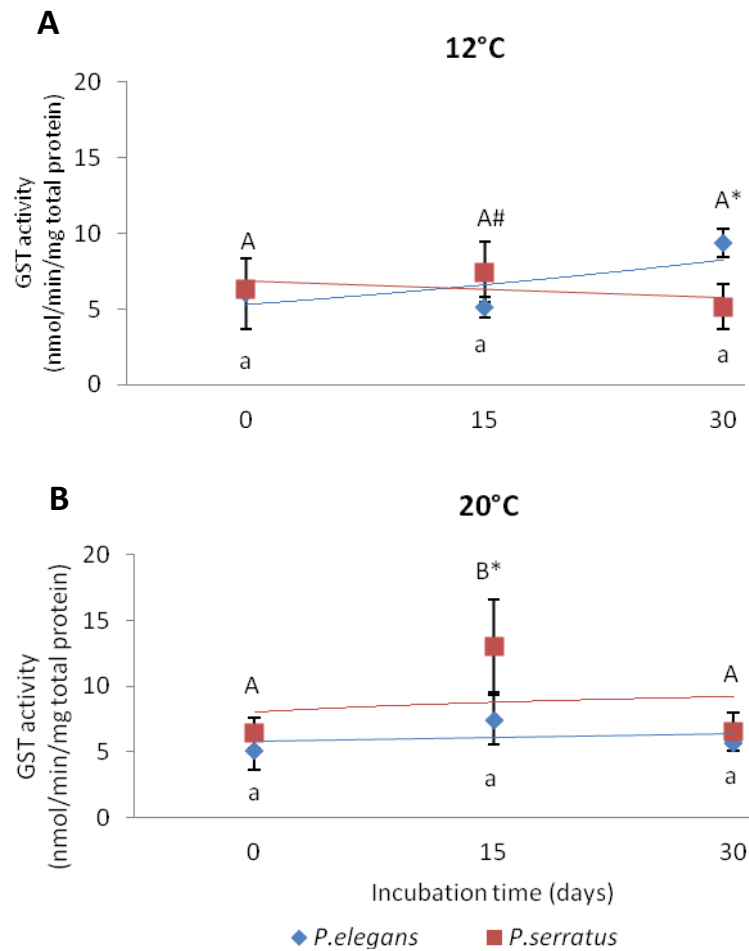 A
12°C
GST activity
(nmol/min/mg total protein)
20
15
10
5
0
A
A#
A*
a
a
a
0
15
30
B
20°C
GST activity
(nmol/min/mg total protein)
20
15
10
5
0
A
B*
A
a
a
a
0
15
30
Incubation time (days)
P.elegans
P.serratus